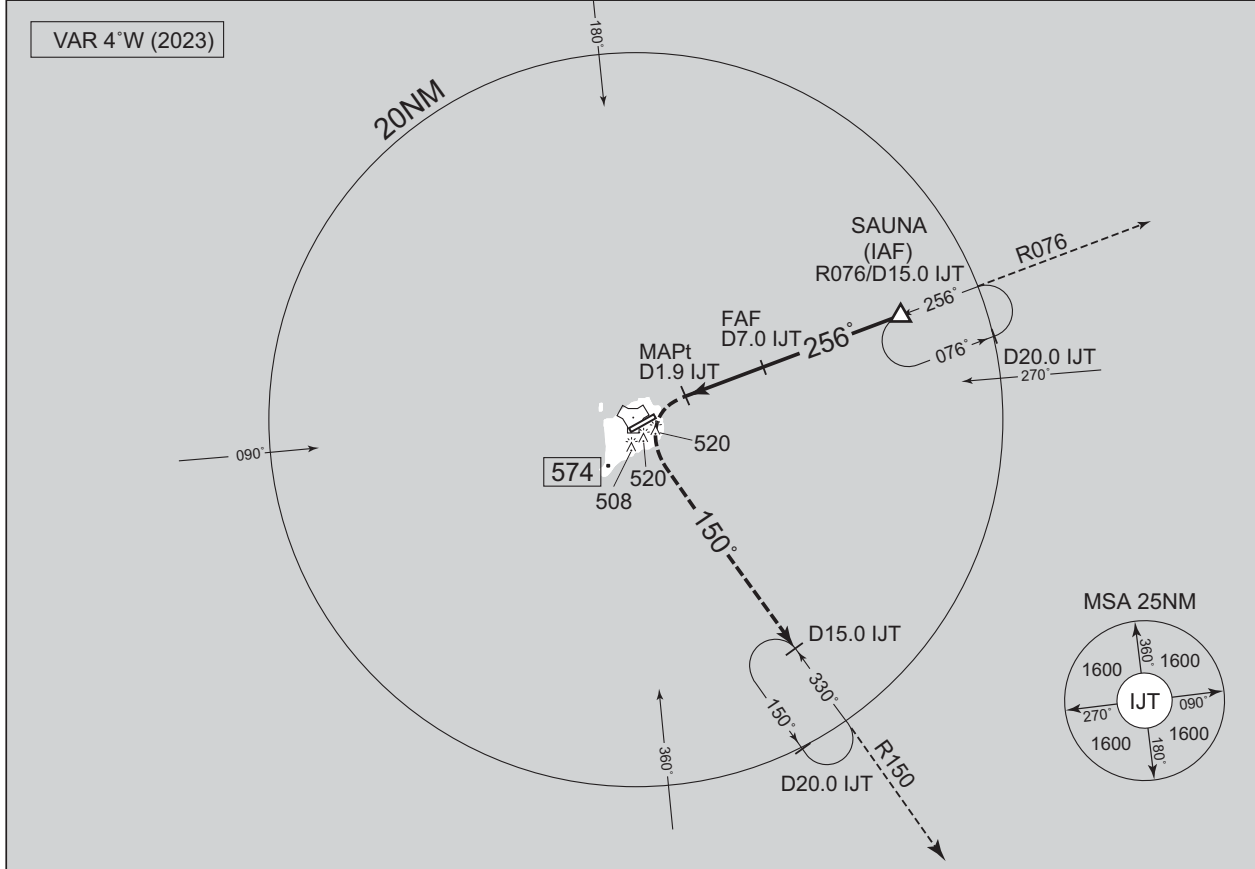 VAR 4°W (2023)
180°
20NM
SAUNA
(IAF)
R076/D15.0 IJT
R076
256°
FAF
D7.0 IJT
256°
076°
MAPt
D1.9 IJT
D20.0 IJT
270°
090°
520
574
520
508
150°
D15.0 IJT
330°
150°
360°
D20.0 IJT
R150
MSA 25NM
360°
1600
1600
IJT
270°
090°
1600
1600
180°